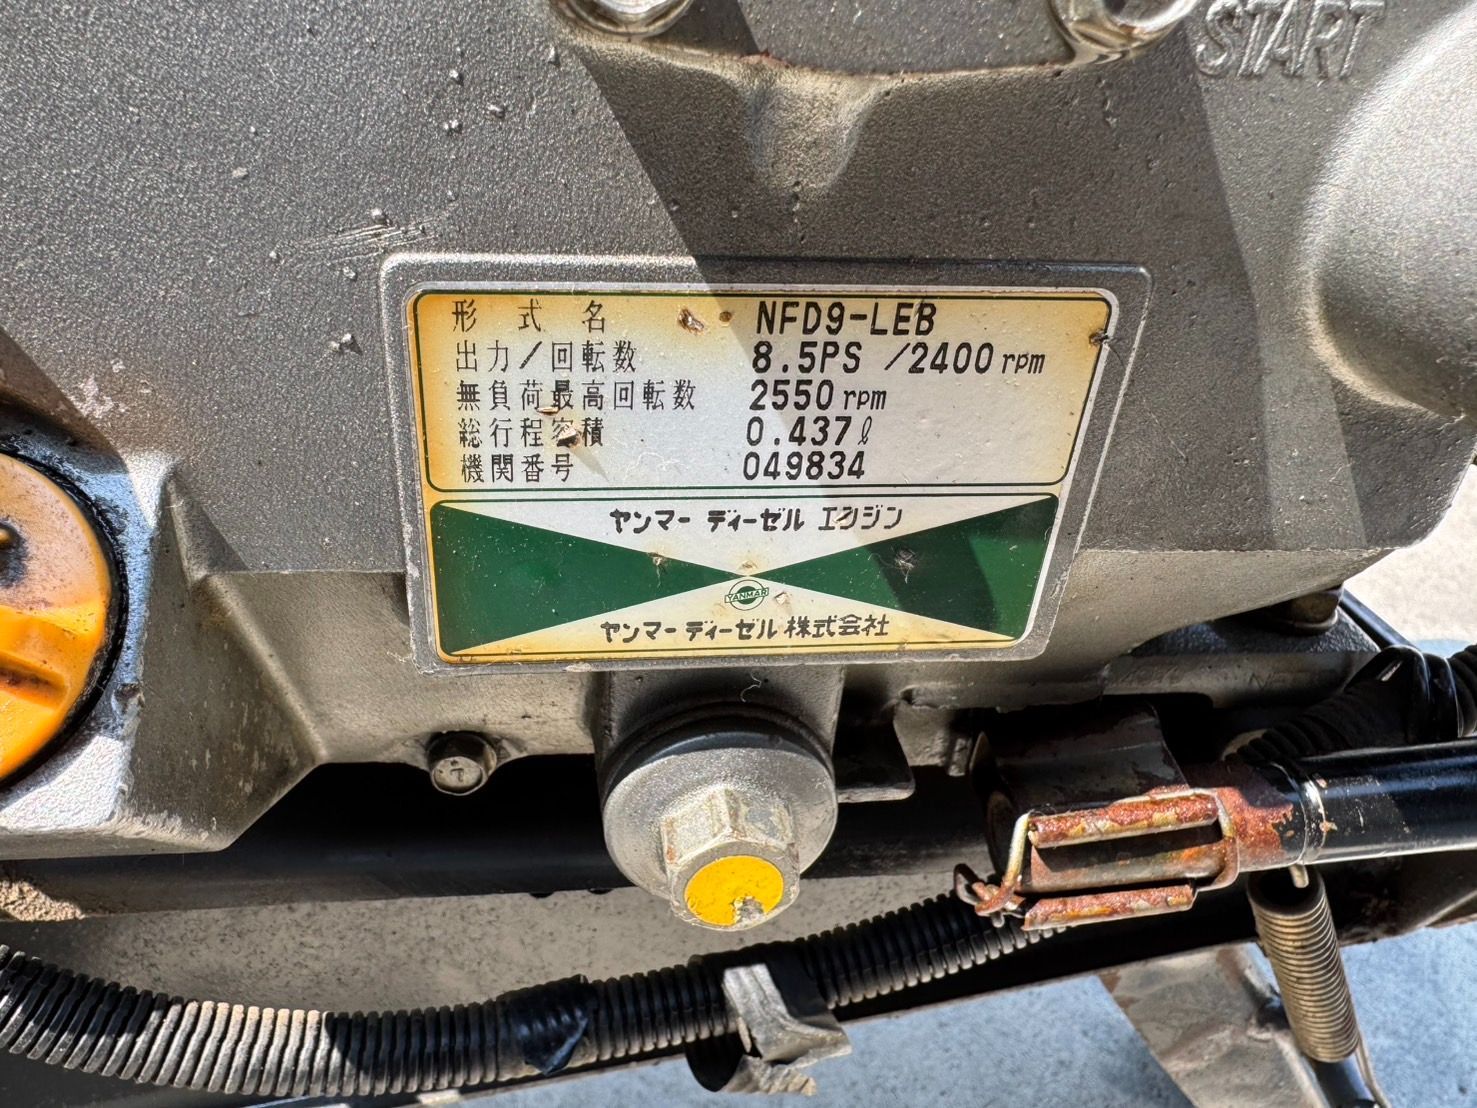 START
形式名 NFD9-LEB
出力/回転数 8.5PS /2400rpm
無負荷最高回転数 2550rpm
総行程容積 0.437ℓ
機関番号 049834
ヤンマー ディーゼル エンジン
YANMAR
ヤンマー ディーゼル 株式会社